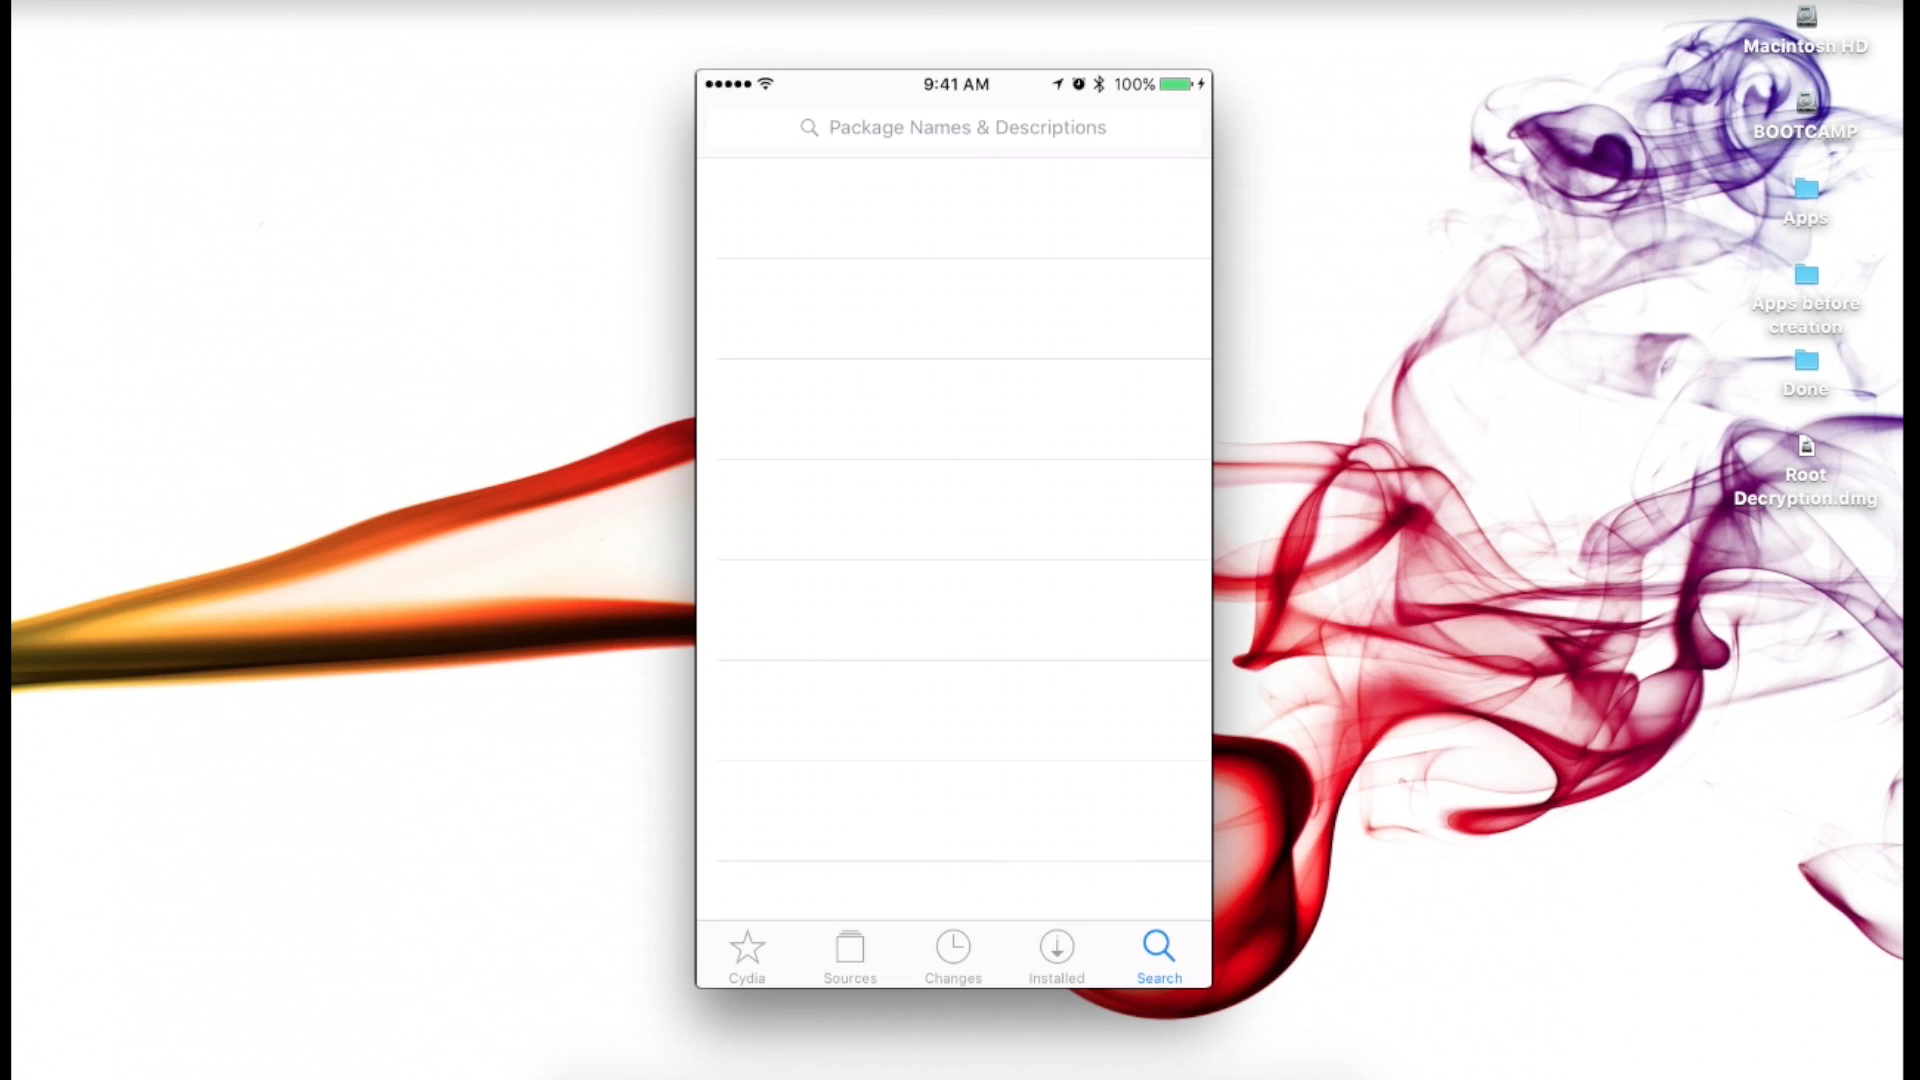 9:41 AM
100%
Package Names & Descriptions
Cydia
Sources
Changes
Installed
Search
Macintosh HD
BOOTCAMP
Apps
Apps before
creation
Done
Root
Decryption.dmg